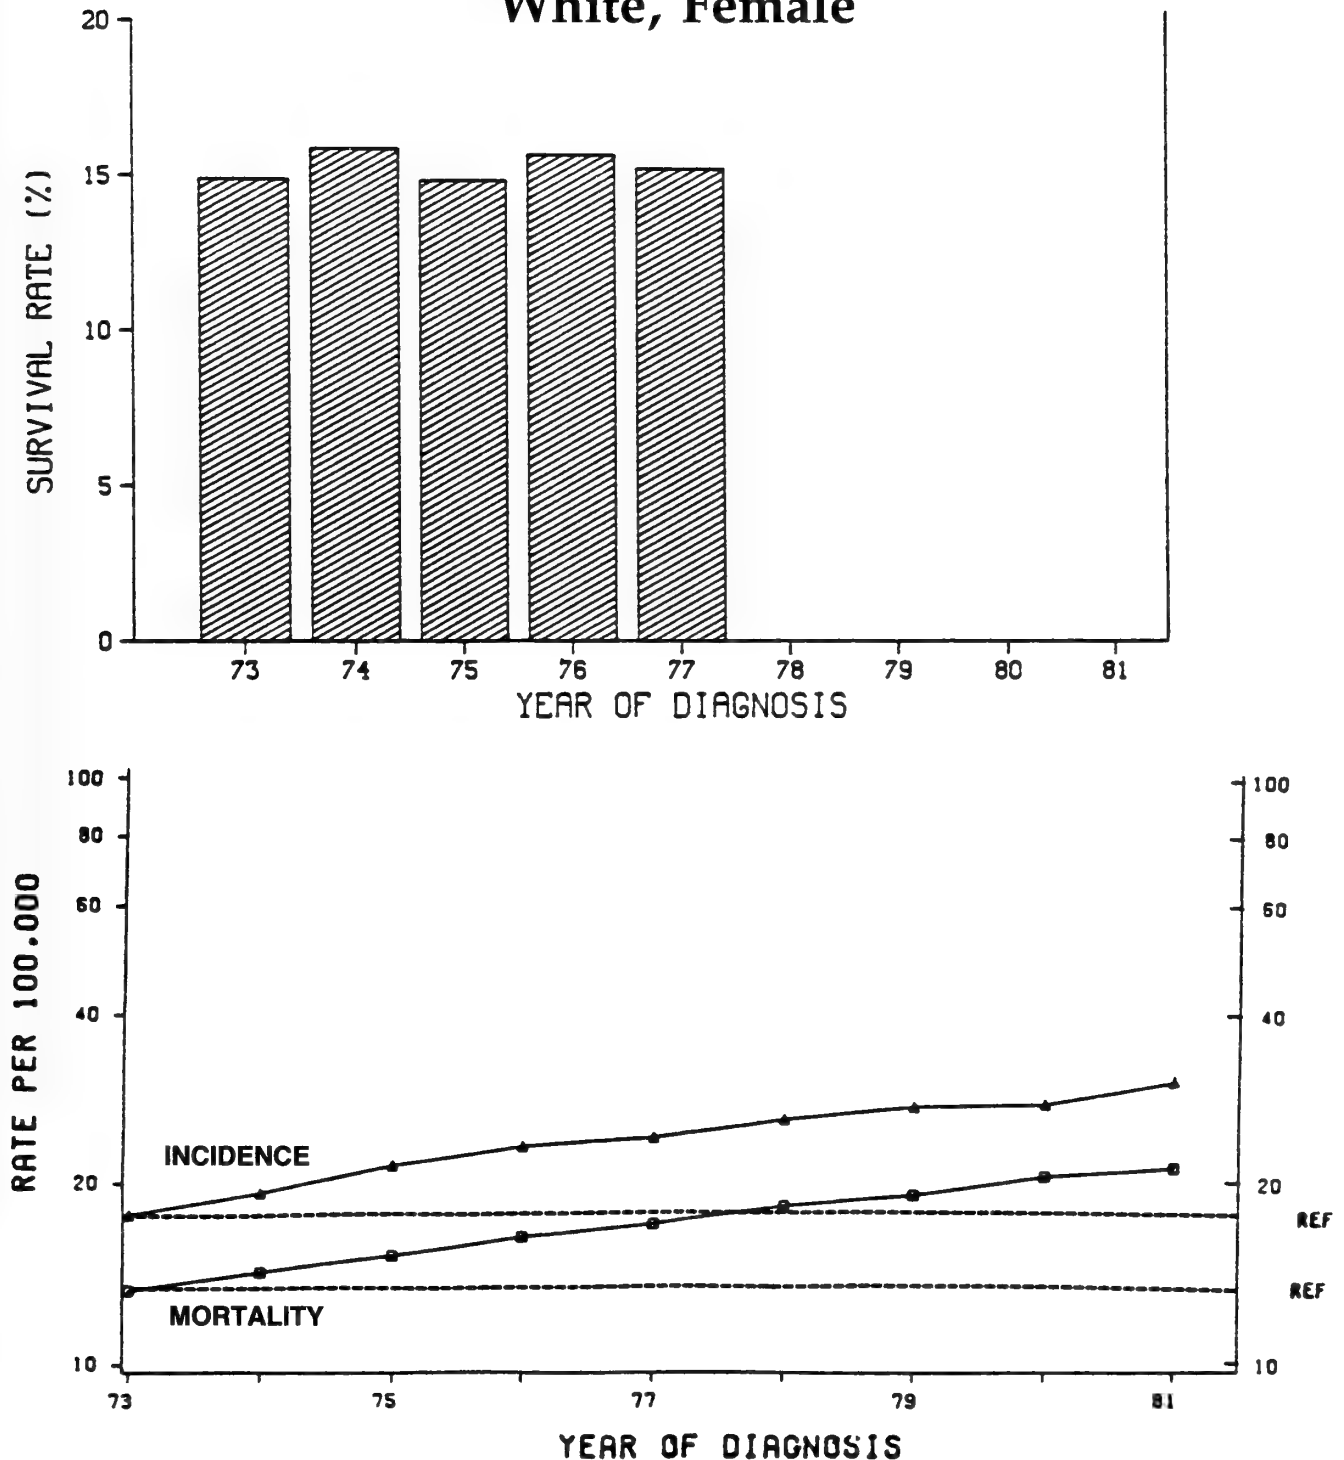 White, Female
20
15
10
5
0
SURVIVAL RATE (%)
73 74 75 76 77 78 79 80 81
YEAR OF DIAGNOSIS
100
80
60
40
20
10
RATE PER 100.000
100
80
60
40
20
10
INCIDENCE
REF
REF
MORTALITY
73 75 77 79 81
YEAR OF DIAGNOSIS